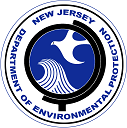 NEW JERSEY
DEPARTMENT OF ENVIRONMENTAL PROTECTION